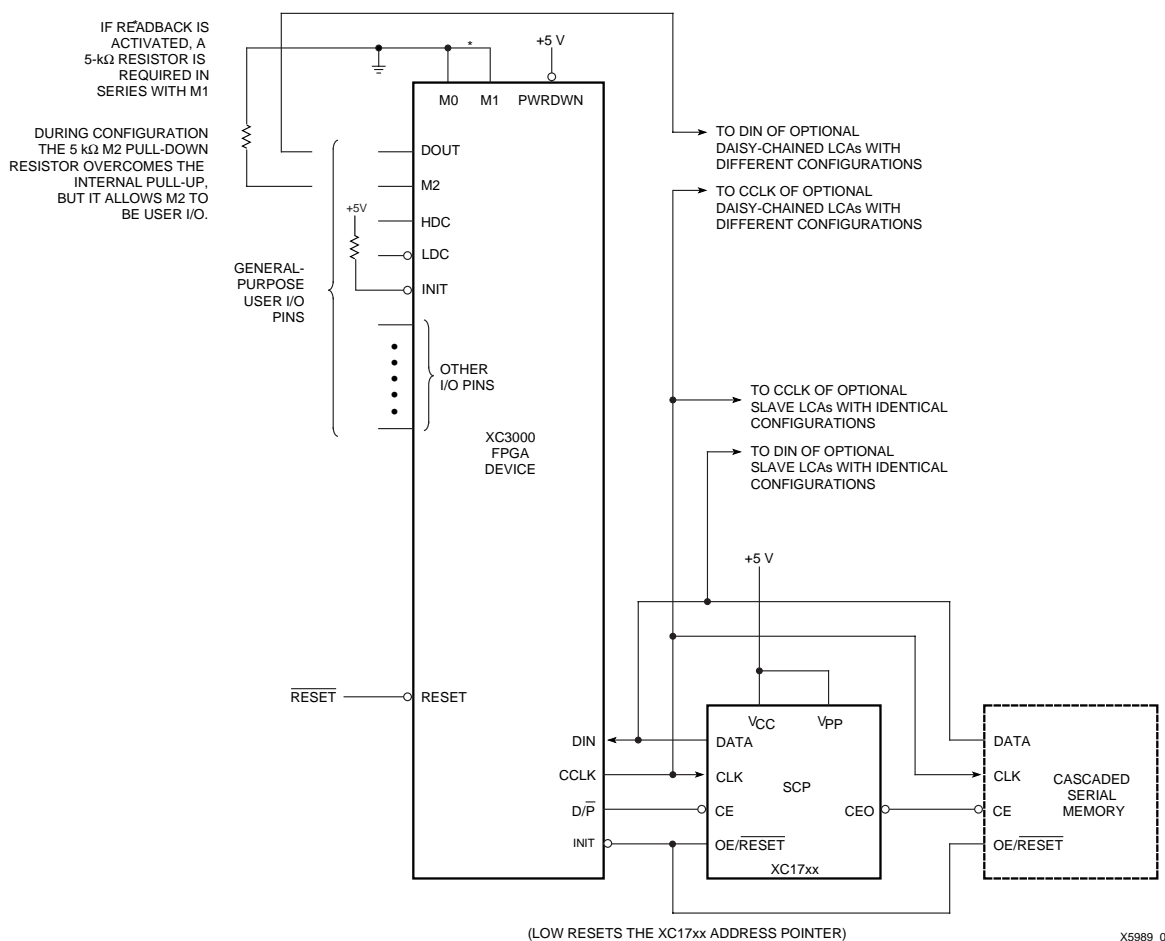 IF READBACK IS
ACTIVATED, A
5-kΩ RESISTOR IS
REQUIRED IN
SERIES WITH M1
*
*
+5 V
M0 M1 PWRDWN
DURING CONFIGURATION
THE 5 kΩ M2 PULL-DOWN
RESISTOR OVERCOMES THE
INTERNAL PULL-UP,
BUT IT ALLOWS M2 TO
BE USER I/O.
TO DIN OF OPTIONAL
DAISY-CHAINED LCAs WITH
DIFFERENT CONFIGURATIONS
TO CCLK OF OPTIONAL
DAISY-CHAINED LCAs WITH
DIFFERENT CONFIGURATIONS
DOUT
M2
+5V
HDC
LDC
INIT
GENERAL-
PURPOSE
USER I/O
PINS
OTHER
I/O PINS
XC3000
FPGA
DEVICE
TO CCLK OF OPTIONAL
SLAVE LCAs WITH IDENTICAL
CONFIGURATIONS
TO DIN OF OPTIONAL
SLAVE LCAs WITH IDENTICAL
CONFIGURATIONS
+5 V
RESET
RESET
DIN
CCLK
D/P
INIT
VCC VPP
DATA
CLK
SCP
CE
CEO
OE/RESET
XC17xx
DATA
CLK
CE
OE/RESET
CASCADED
SERIAL
MEMORY
(LOW RESETS THE XC17xx ADDRESS POINTER)
X5989_0